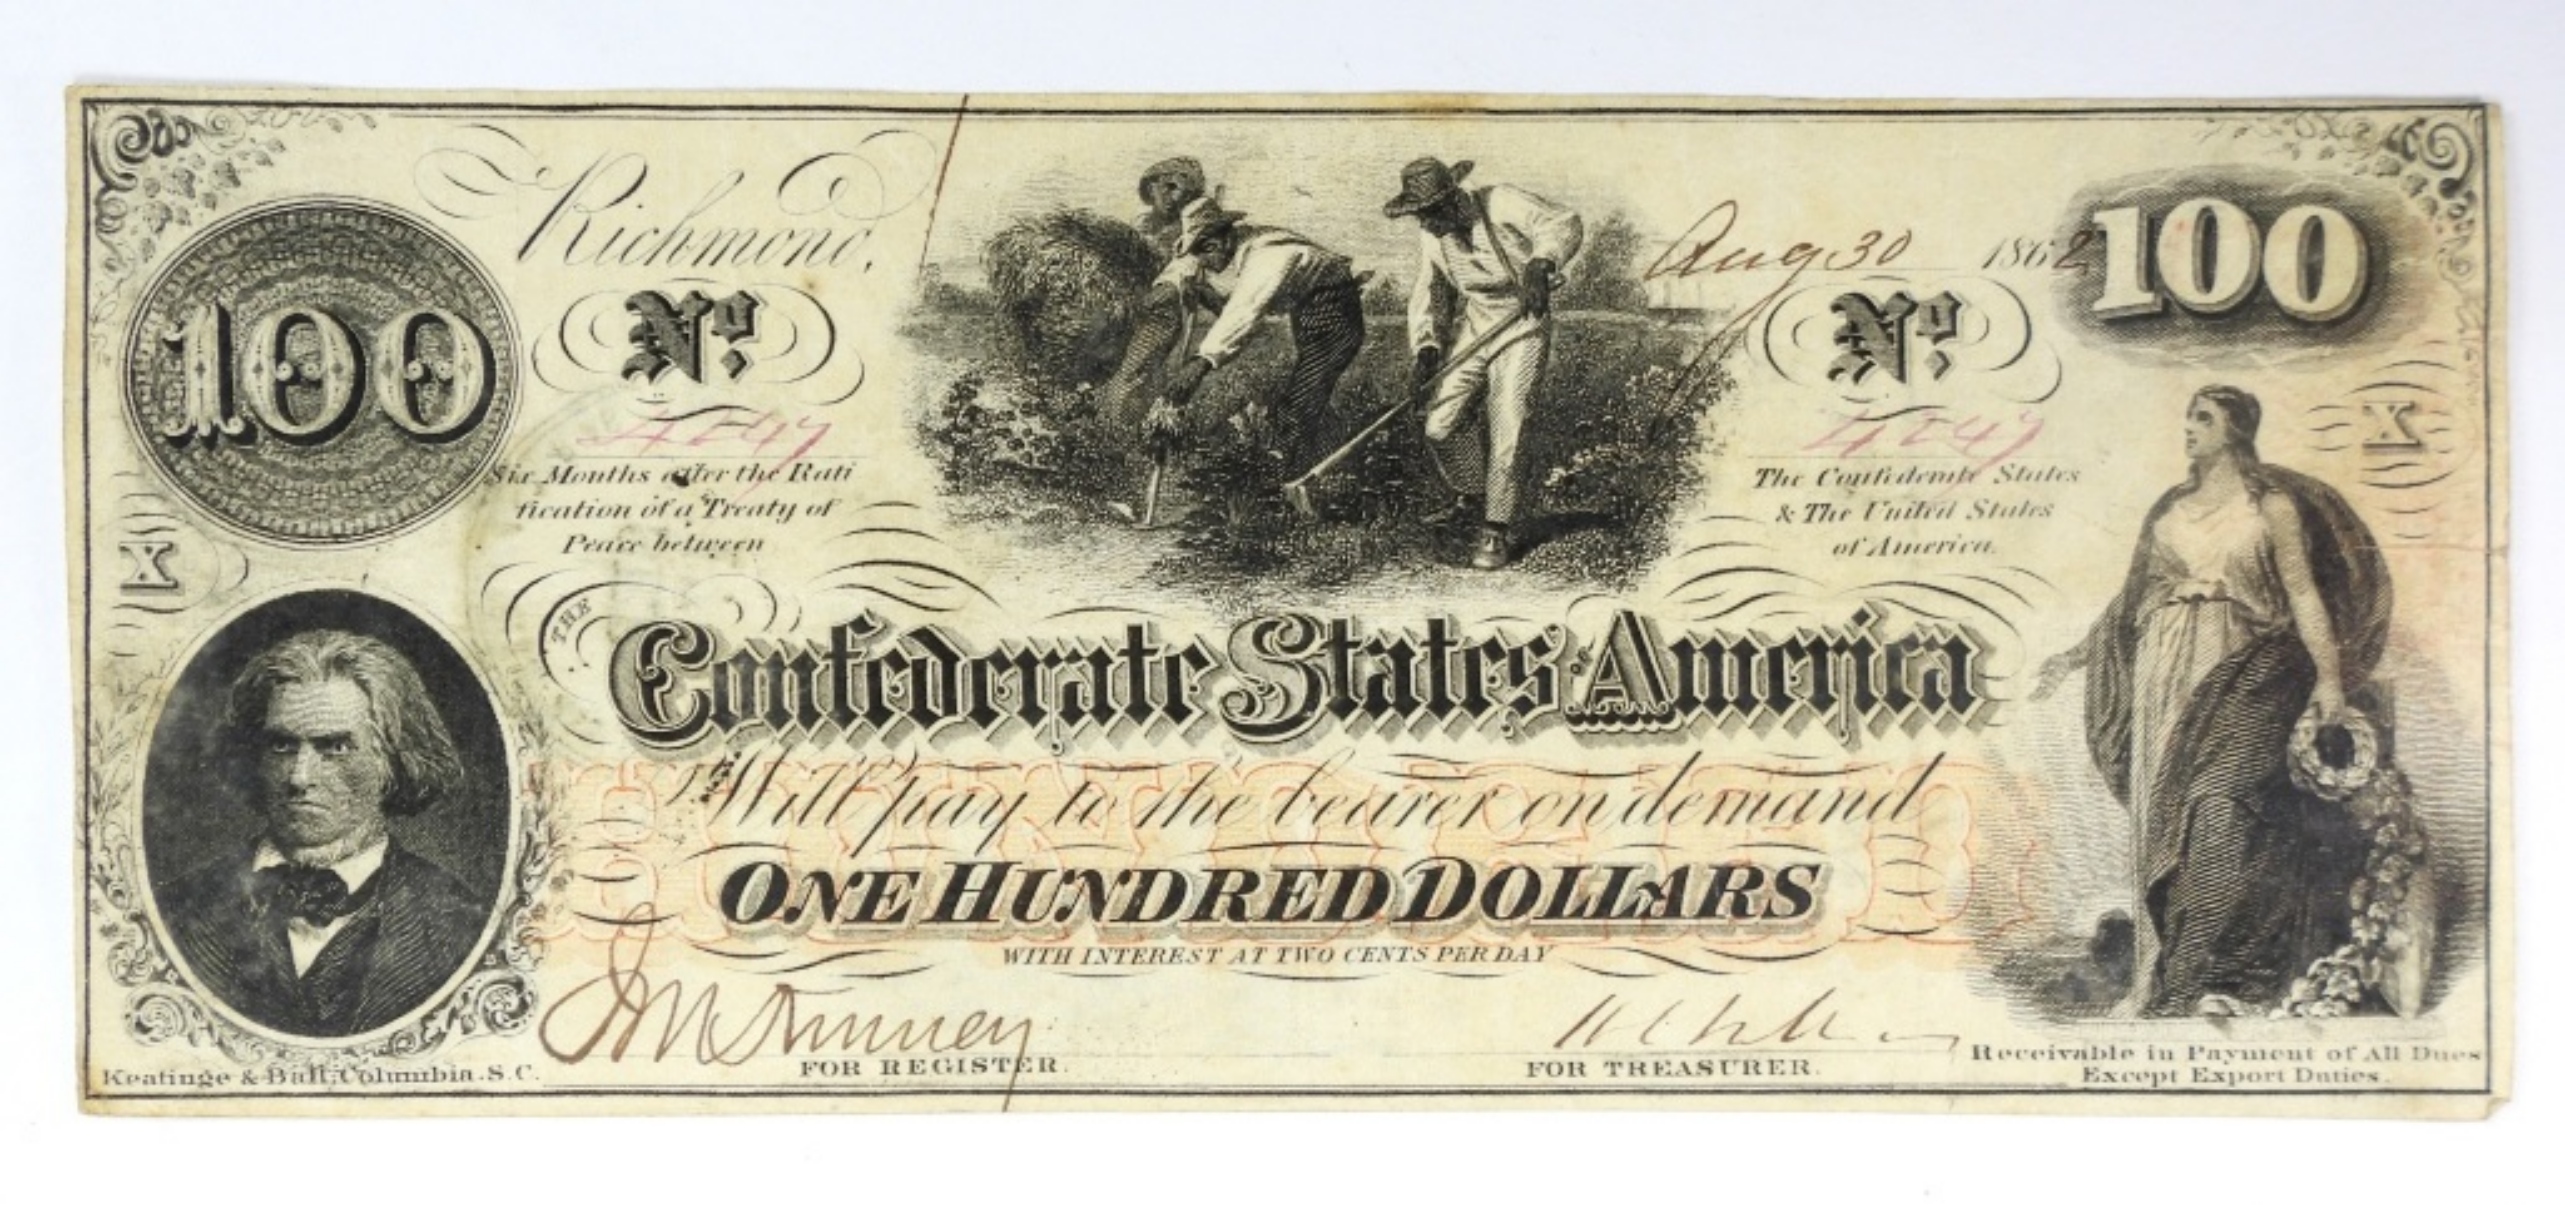 Richmond, Aug 30 1862
100
100
No. No.
X
X
Six Months after the Rati
fication of a Treaty of
Peace between
The Confederate States
& The United States
of America.
THE
Confederate States OF America
Will pay to the bearer on demand
ONE HUNDRED DOLLARS
WITH INTEREST AT TWO CENTS PER DAY
HUNDRED
FOR REGISTER.
FOR TREASURER.
Keatinge & Ball, Columbia. S.C.
Receivable in Payment of All Dues
Except Export Duties.